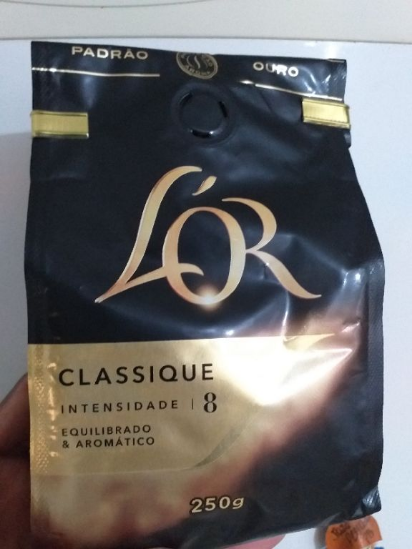 PADRÃO OURO
L'OR
CLASSIQUE
INTENSIDADE | 8
EQUILIBRADO
& AROMÁTICO
250g